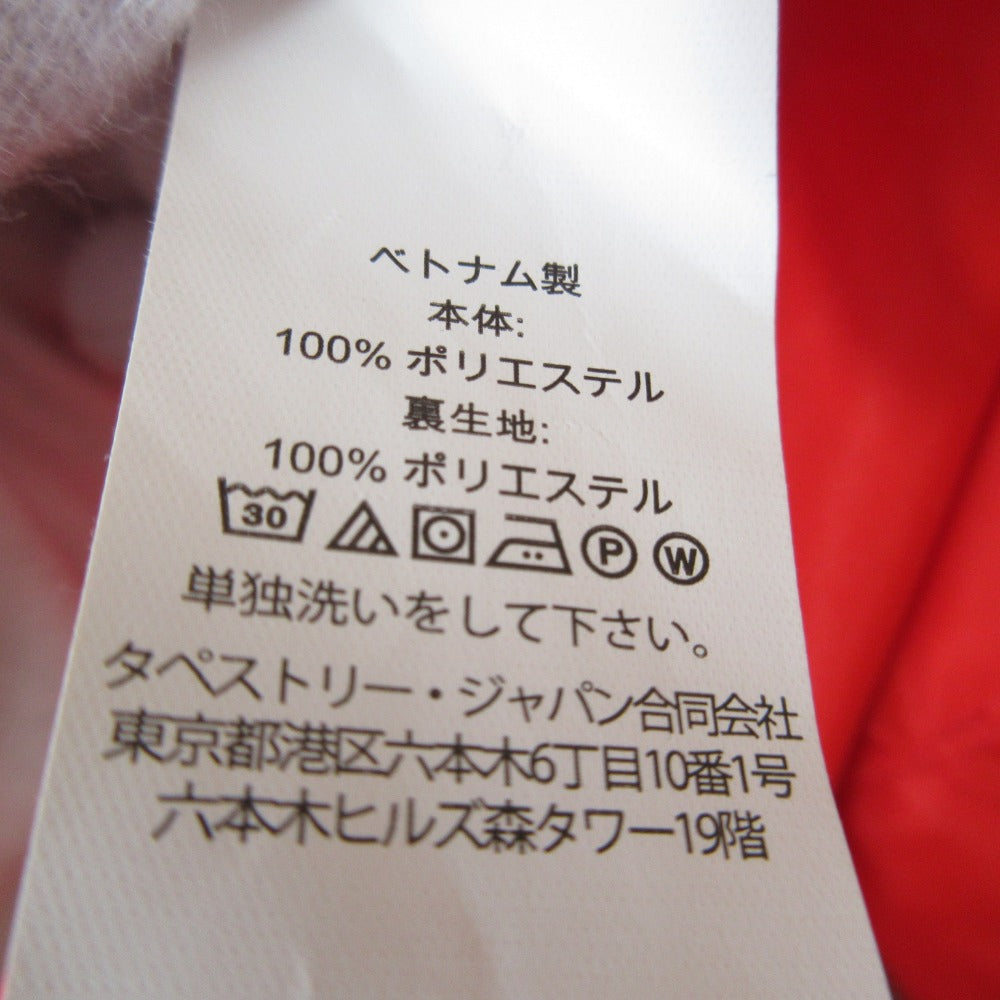 ベトナム製
本体:
100% ポリエステル
裏生地:
100% ポリエステル
30 P W
単独洗いをして下さい。
タペストリー・ジャパン合同会社
東京都港区六本木6丁目10番1号
六本木ヒルズ森タワー19階